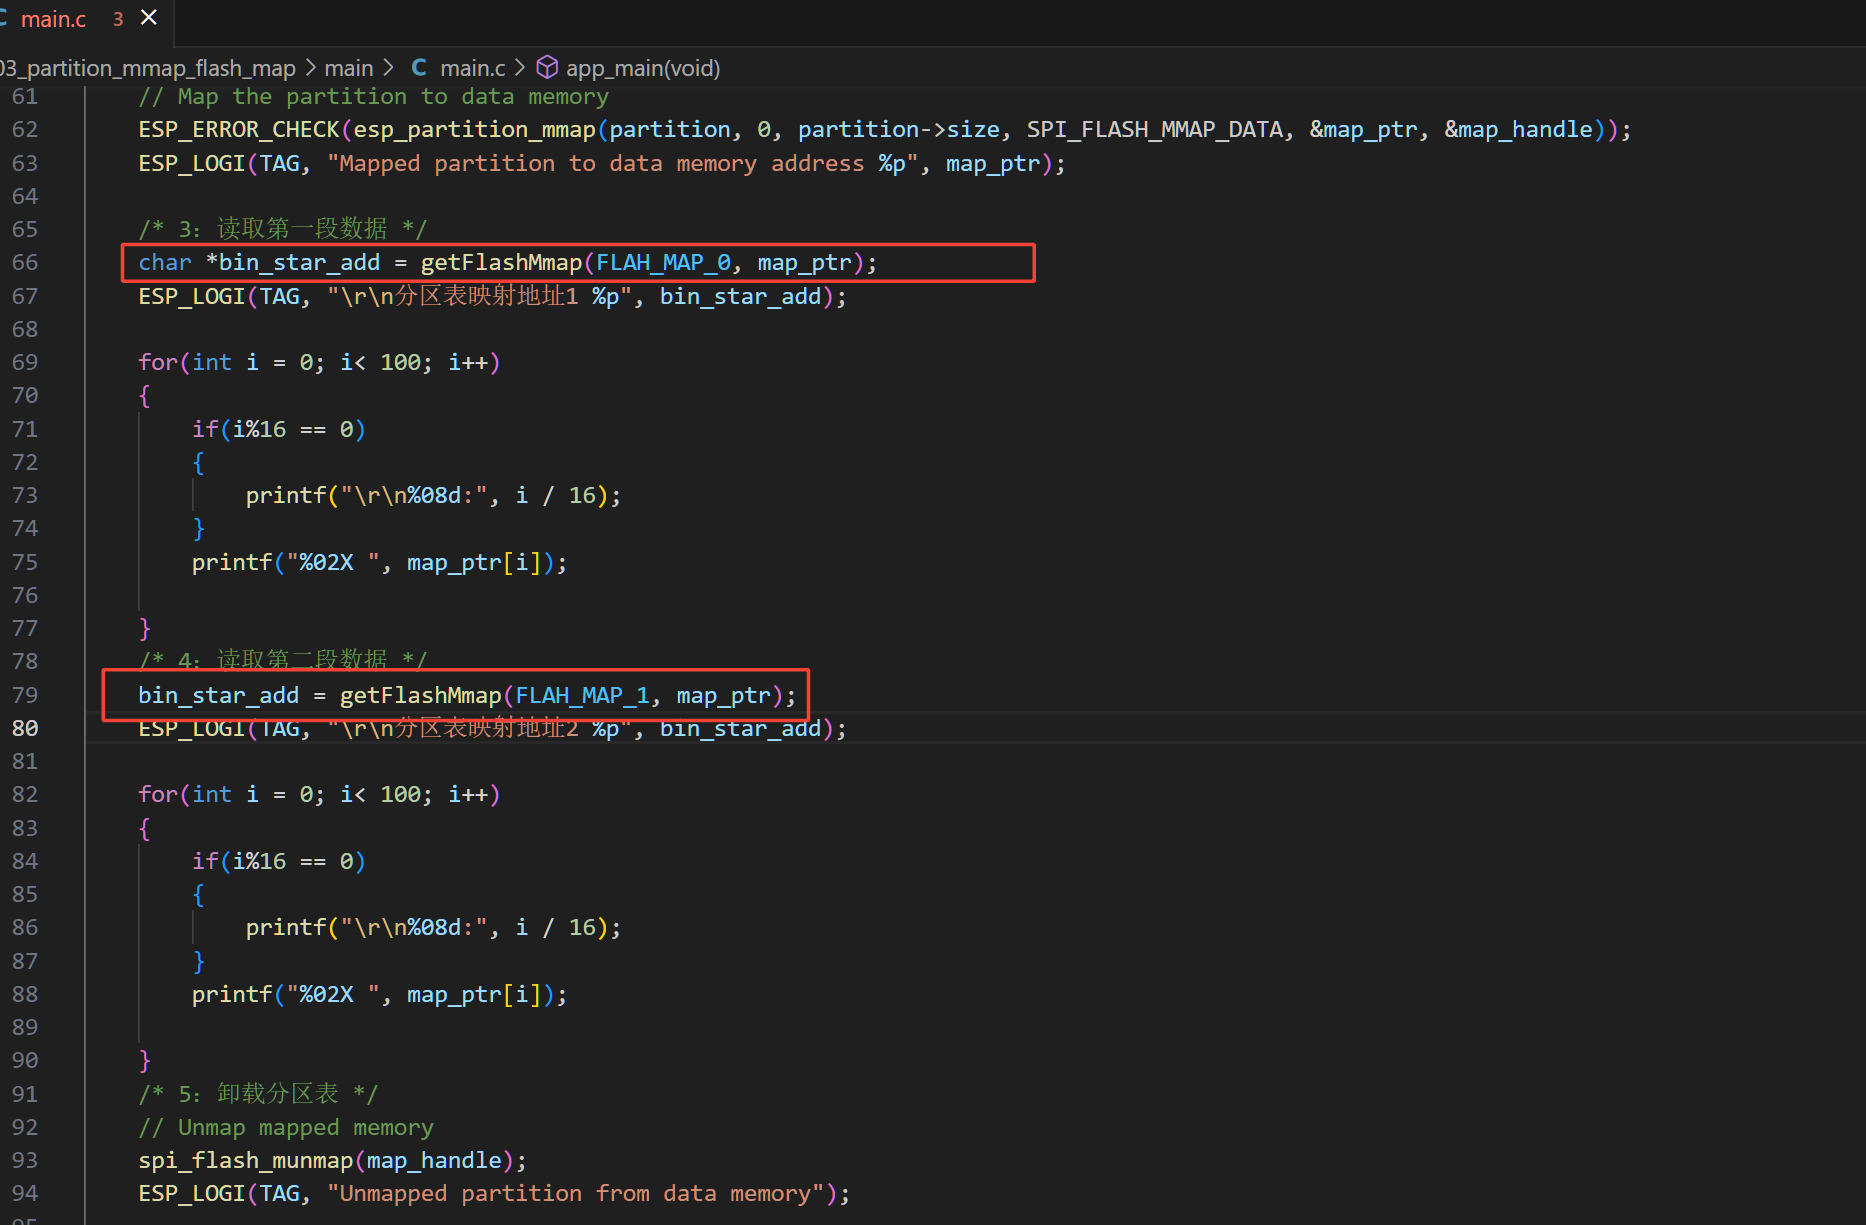 main.c 3
03_partition_mmap_flash_map > main > C main.c > app_main(void)
61 // Map the partition to data memory
62 ESP_ERROR_CHECK(esp_partition_mmap(partition, 0, partition->size, SPI_FLASH_MMAP_DATA, &map_ptr, &map_handle));
63 ESP_LOGI(TAG, "Mapped partition to data memory address %p", map_ptr);
64
65 /* 3: 读取第一段数据 */
66 char *bin_star_add = getFlashMmap(FLAH_MAP_0, map_ptr);
67 ESP_LOGI(TAG, "\r\n分区表映射地址1 %p", bin_star_add);
68
69 for(int i = 0; i< 100; i++)
70 {
71 if(i%16 == 0)
72 {
73 printf("\r\n%08d:", i / 16);
74 }
75 printf("%02X ", map_ptr[i]);
76
77 }
78 /* 4: 读取第二段数据 */
79 bin_star_add = getFlashMmap(FLAH_MAP_1, map_ptr);
80 ESP_LOGI(TAG, "\r\n分区表映射地址2 %p", bin_star_add);
81
82 for(int i = 0; i< 100; i++)
83 {
84 if(i%16 == 0)
85 {
86 printf("\r\n%08d:", i / 16);
87 }
88 printf("%02X ", map_ptr[i]);
89
90 }
91 /* 5: 卸载分区表 */
92 // Unmap mapped memory
93 spi_flash_munmap(map_handle);
94 ESP_LOGI(TAG, "Unmapped partition from data memory");